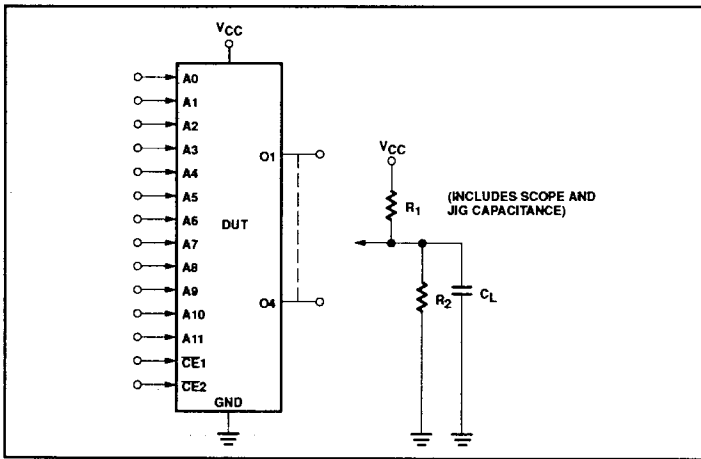 VCC
A0
A1
A2
A3
A4
A5
A6
A7
A8
A9
A10
A11
CE1
CE2
DUT
O1
O4
GND
VCC
R1
(INCLUDES SCOPE AND
JIG CAPACITANCE)
R2
CL